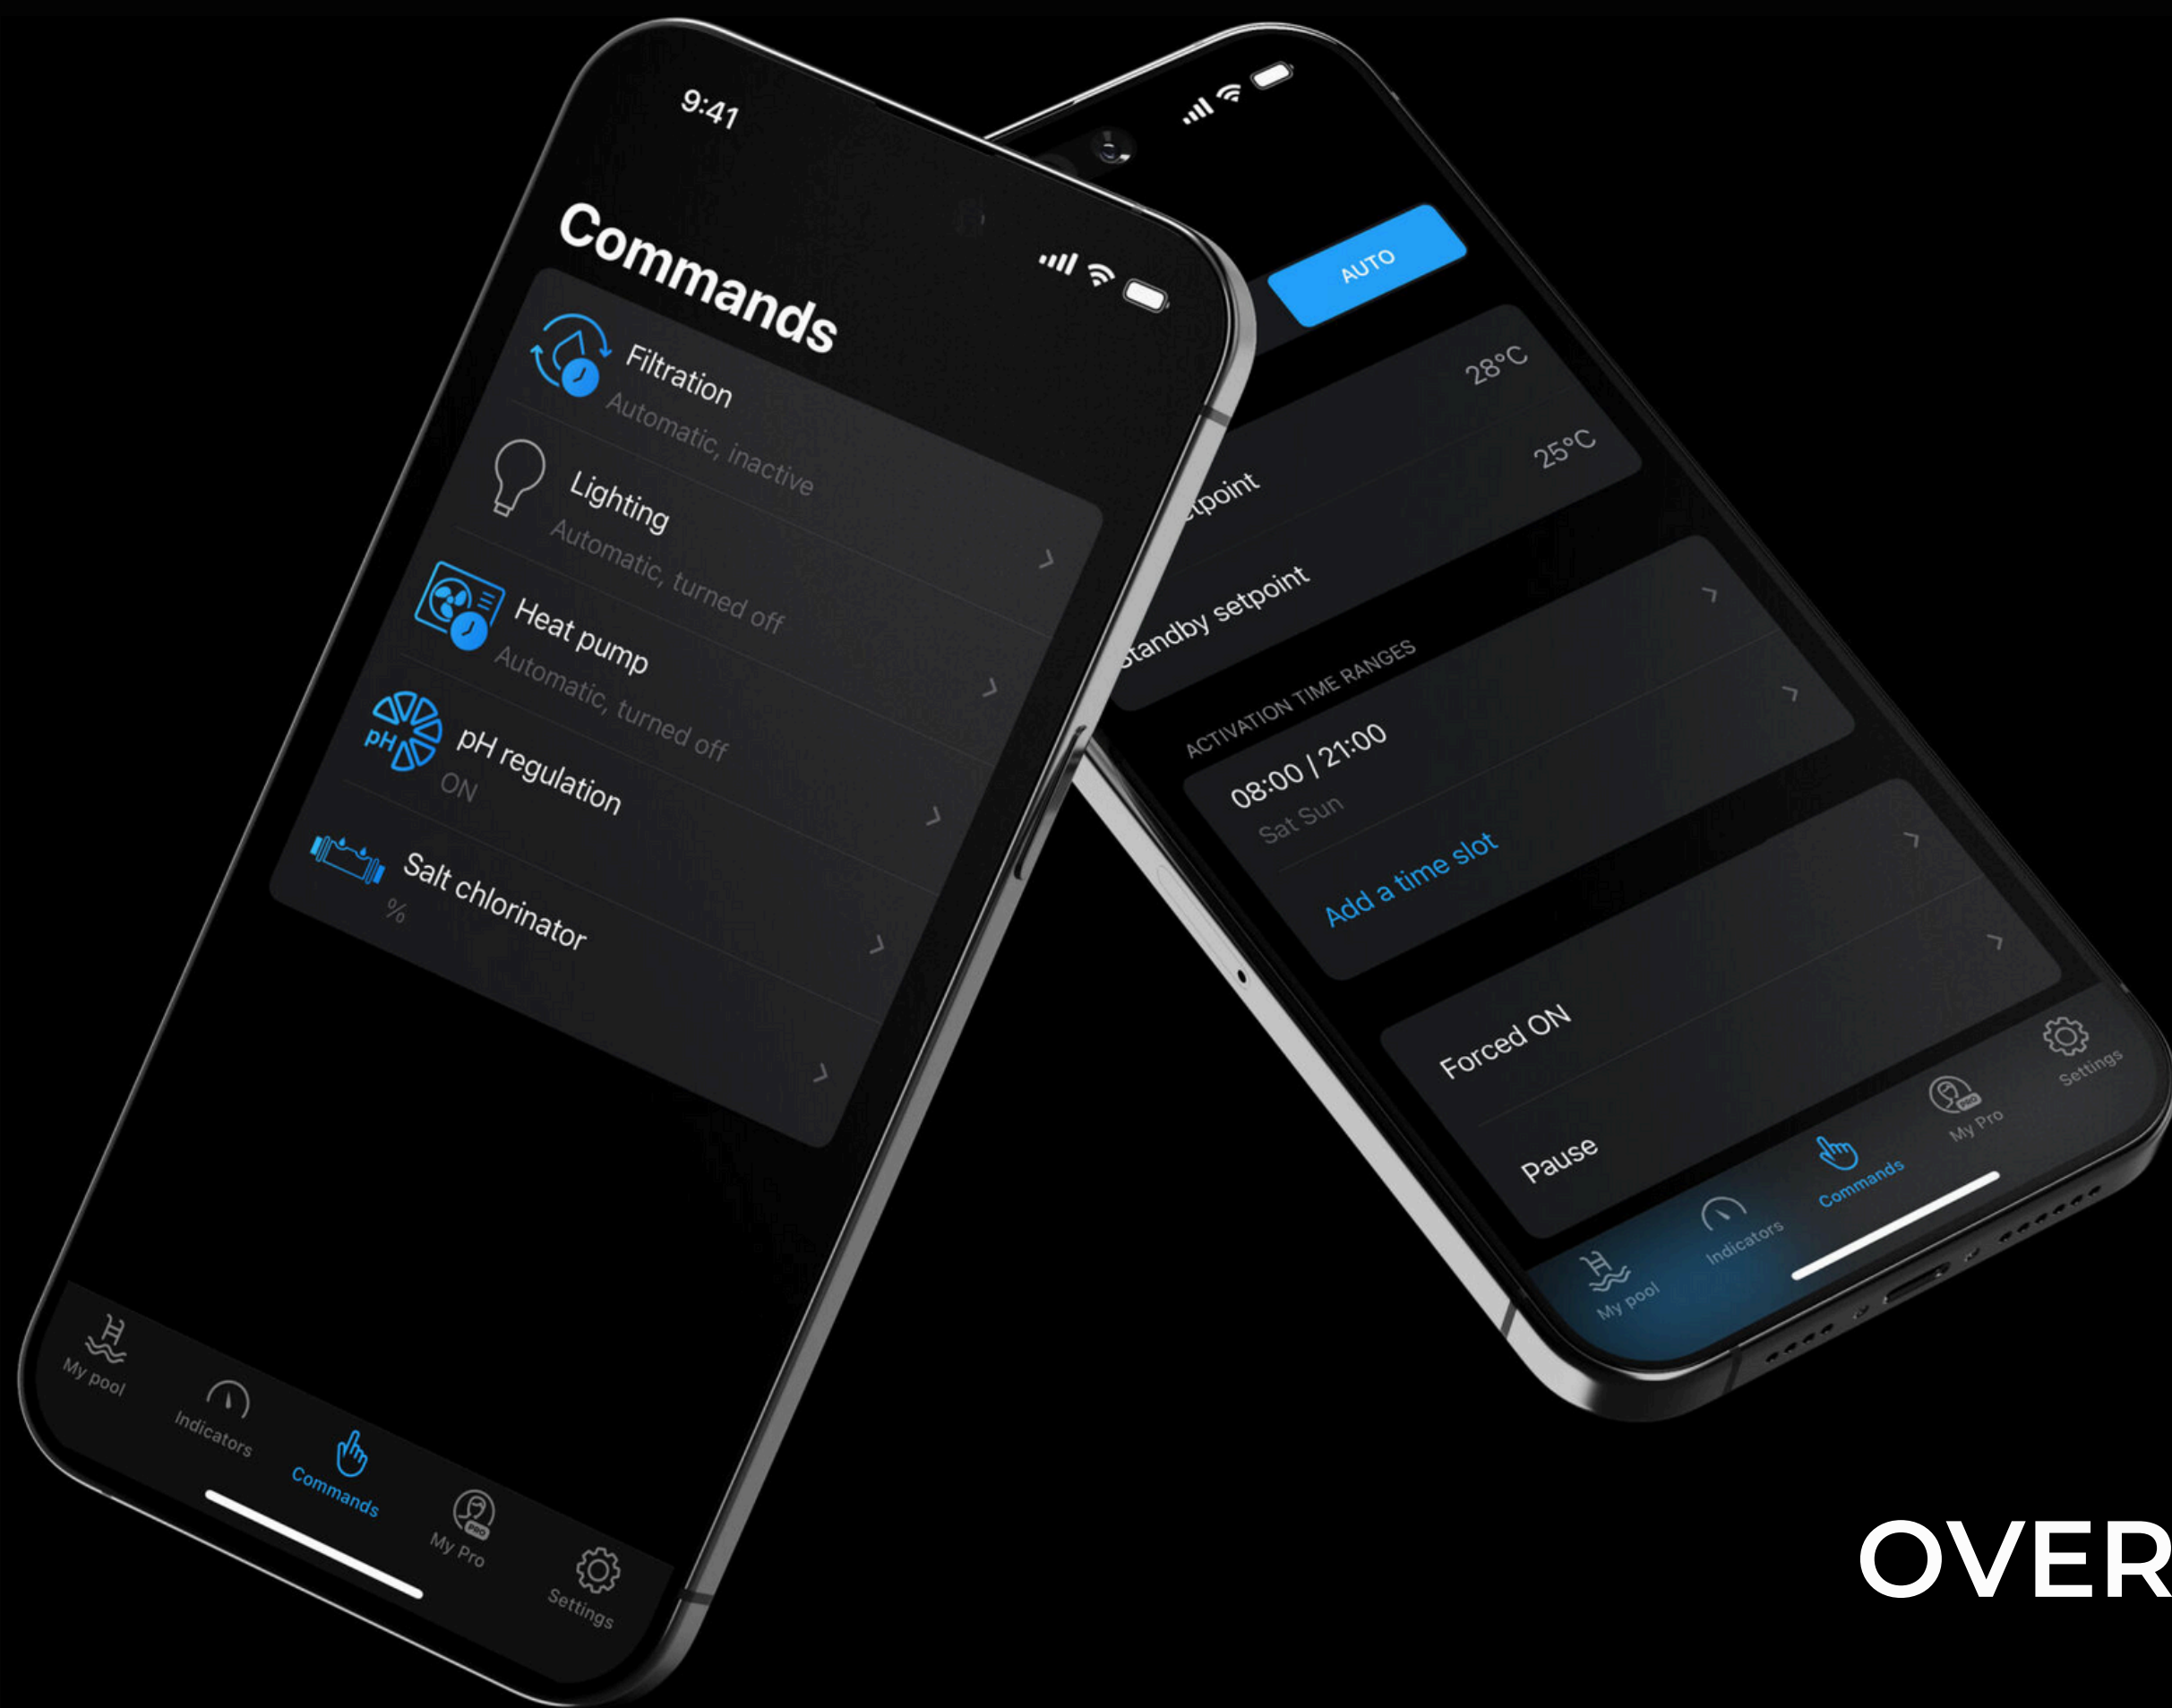 9:41
Commands
Filtration
Automatic, inactive
Lighting
Automatic, turned off
Heat pump
Automatic, turned off
pH
pH regulation
ON
Salt chlorinator
%
My pool
Indicators
Commands
PRO
My Pro
Settings
AUTO
28°C
25°C
Standby setpoint
ACTIVATION TIME RANGES
08:00 | 21:00
Sat Sun
Add a time slot
Forced ON
Pause
My pool
Indicators
Commands
PRO
My Pro
Settings
OVER